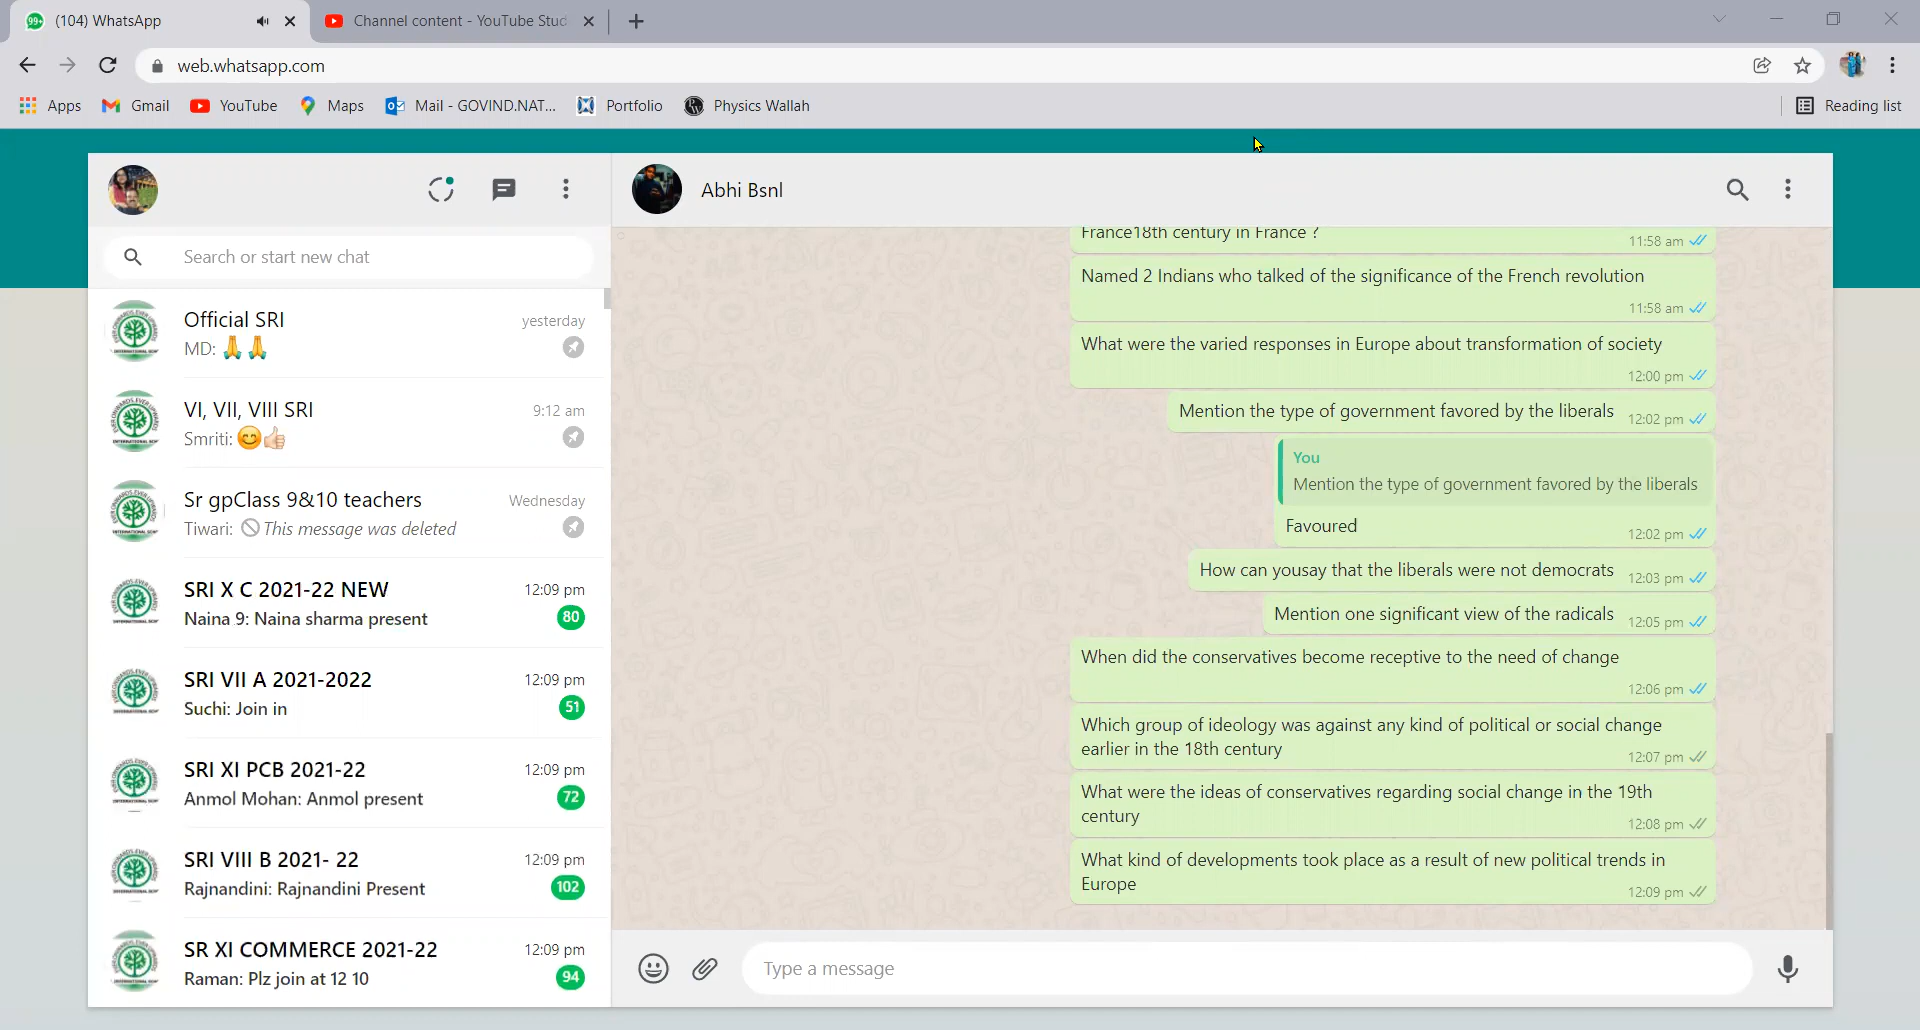 (104) WhatsApp
Channel content - YouTube Stud
web.whatsapp.com
Apps
Gmail
YouTube
Maps
Mail - GOVIND.NAT...
Portfolio
Physics Wallah
Reading list
Abhi Bsnl
Search or start new chat
Official SRI
yesterday
MD: 🙏🙏
VI, VII, VIII SRI
9:12 am
Smriti: 😊👍🏻
Sr gpClass 9&10 teachers
Wednesday
Tiwari: 🚫This message was deleted
SRI X C 2021-22 NEW
12:09 pm
Naina 9: Naina sharma present
80
SRI VII A 2021-2022
12:09 pm
Suchi: Join in
51
SRI XI PCB 2021-22
12:09 pm
Anmol Mohan: Anmol present
72
SRI VIII B 2021- 22
12:09 pm
Rajnandini: Rajnandini Present
102
SR XI COMMERCE 2021-22
12:09 pm
Raman: Plz join at 12 10
94
France18th century in France ?
11:58 am
Named 2 Indians who talked of the significance of the French revolution
11:58 am
What were the varied responses in Europe about transformation of society
12:00 pm
Mention the type of government favored by the liberals
12:02 pm
You
Mention the type of government favored by the liberals
Favoured
12:02 pm
How can yousay that the liberals were not democrats
12:03 pm
Mention one significant view of the radicals
12:05 pm
When did the conservatives become receptive to the need of change
12:06 pm
Which group of ideology was against any kind of political or social change
earlier in the 18th century
12:07 pm
What were the ideas of conservatives regarding social change in the 19th
century
12:08 pm
What kind of developments took place as a result of new political trends in
Europe
12:09 pm
Type a message